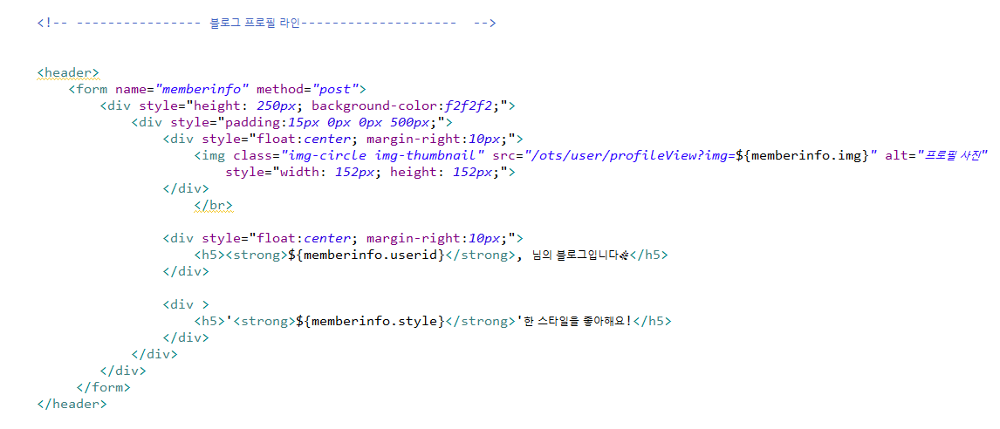 <!-- ---------------- 블로그 프로필 라인--------------------  -->
<header>
<form name="memberinfo" method="post">
<div style="height: 250px; background-color:f2f2f2;">
<div style="padding:15px 0px 0px 500px;">
<div style="float:center; margin-right:10px;">
<img class="img-circle img-thumbnail" src="/ots/user/profileView?img=${memberinfo.img}" alt="프로필 사진"
style="width: 152px; height: 152px;">
</div>
</br>
<div style="float:center; margin-right:10px;">
<h5><strong>${memberinfo.userid}</strong>, 님의 블로그입니다</h5>
</div>
<div >
<h5>'<strong>${memberinfo.style}</strong>'한 스타일을 좋아해요!</h5>
</div>
</div>
</div>
</form>
</header>